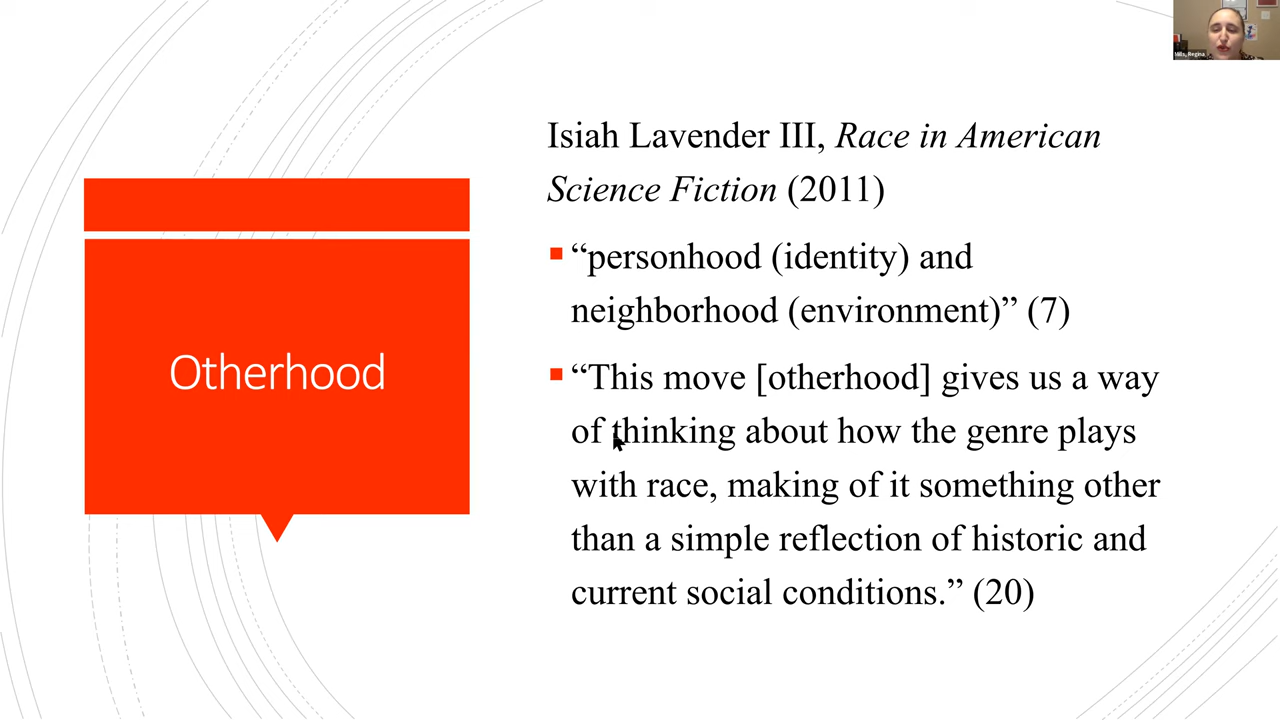 Mills, Regina
Isiah Lavender III, Race in American
Science Fiction (2011)
“personhood (identity) and
neighborhood (environment)” (7)
Otherhood
“This move [otherhood] gives us a way
of thinking about how the genre plays
with race, making of it something other
than a simple reflection of historic and
current social conditions.” (20)